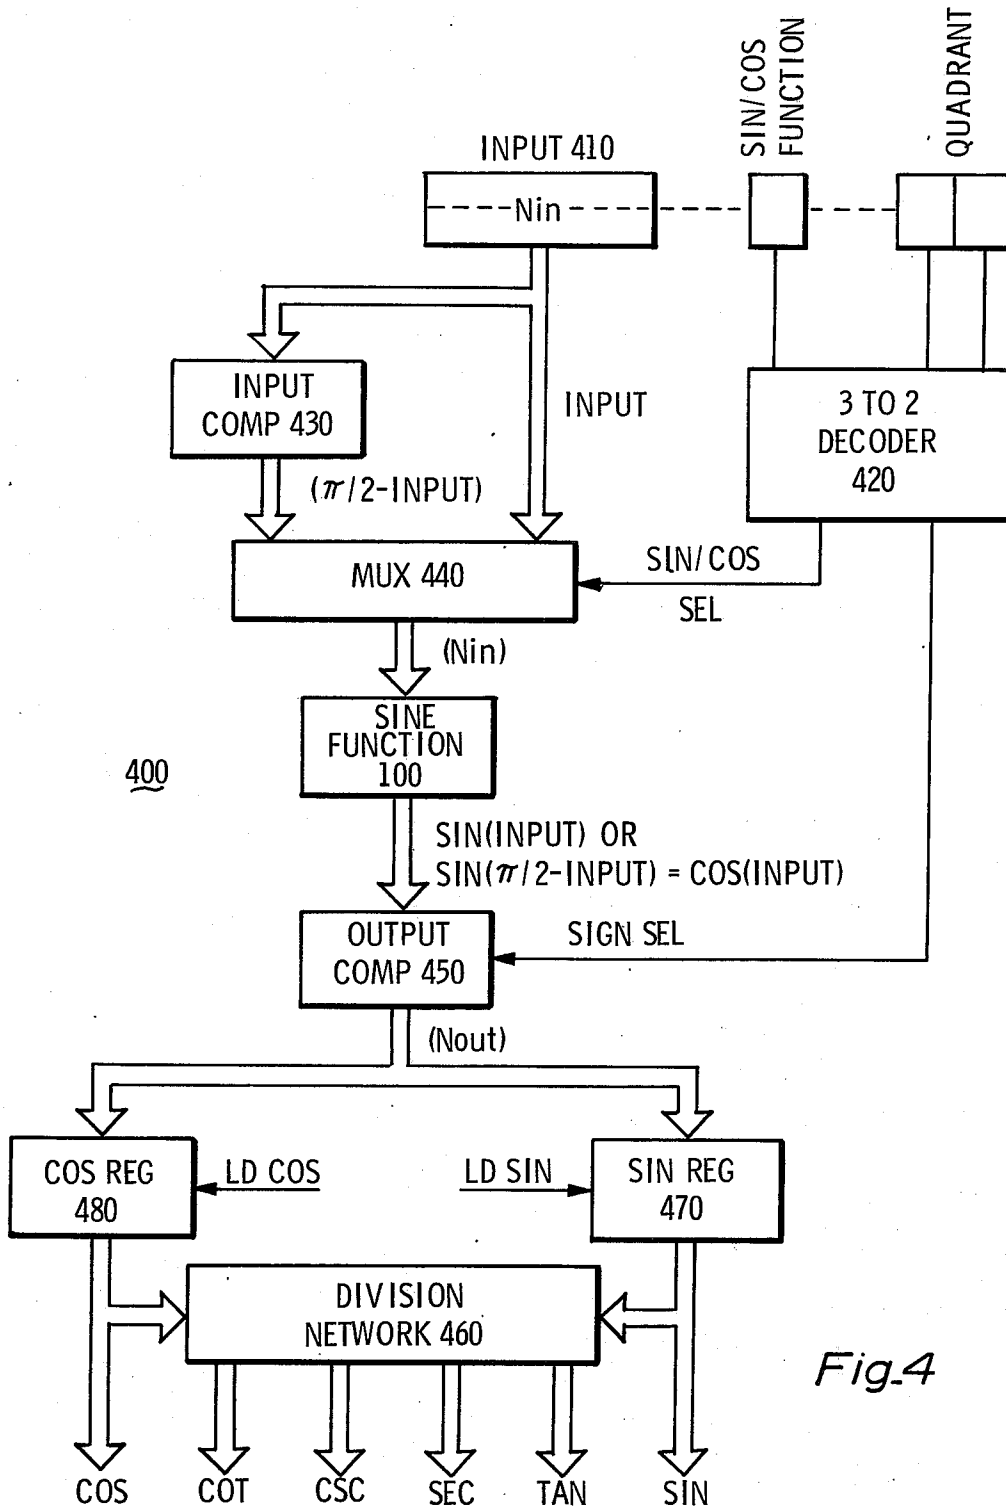 SIN/COS
FUNCTION
QUADRANT
INPUT 410
Nin
INPUT
COMP 430
INPUT
3 TO 2
DECODER
420
(π/2-INPUT)
MUX 440
SIN/COS
SEL
(Nin)
SINE
FUNCTION
100
400
SIN(INPUT) OR
SIN(π/2-INPUT) = COS(INPUT)
OUTPUT
COMP 450
SIGN SEL
(Nout)
COS REG
480
LD COS
LD SIN
SIN REG
470
DIVISION
NETWORK 460
Fig.4
COS
COT
CSC
SEC
TAN
SIN